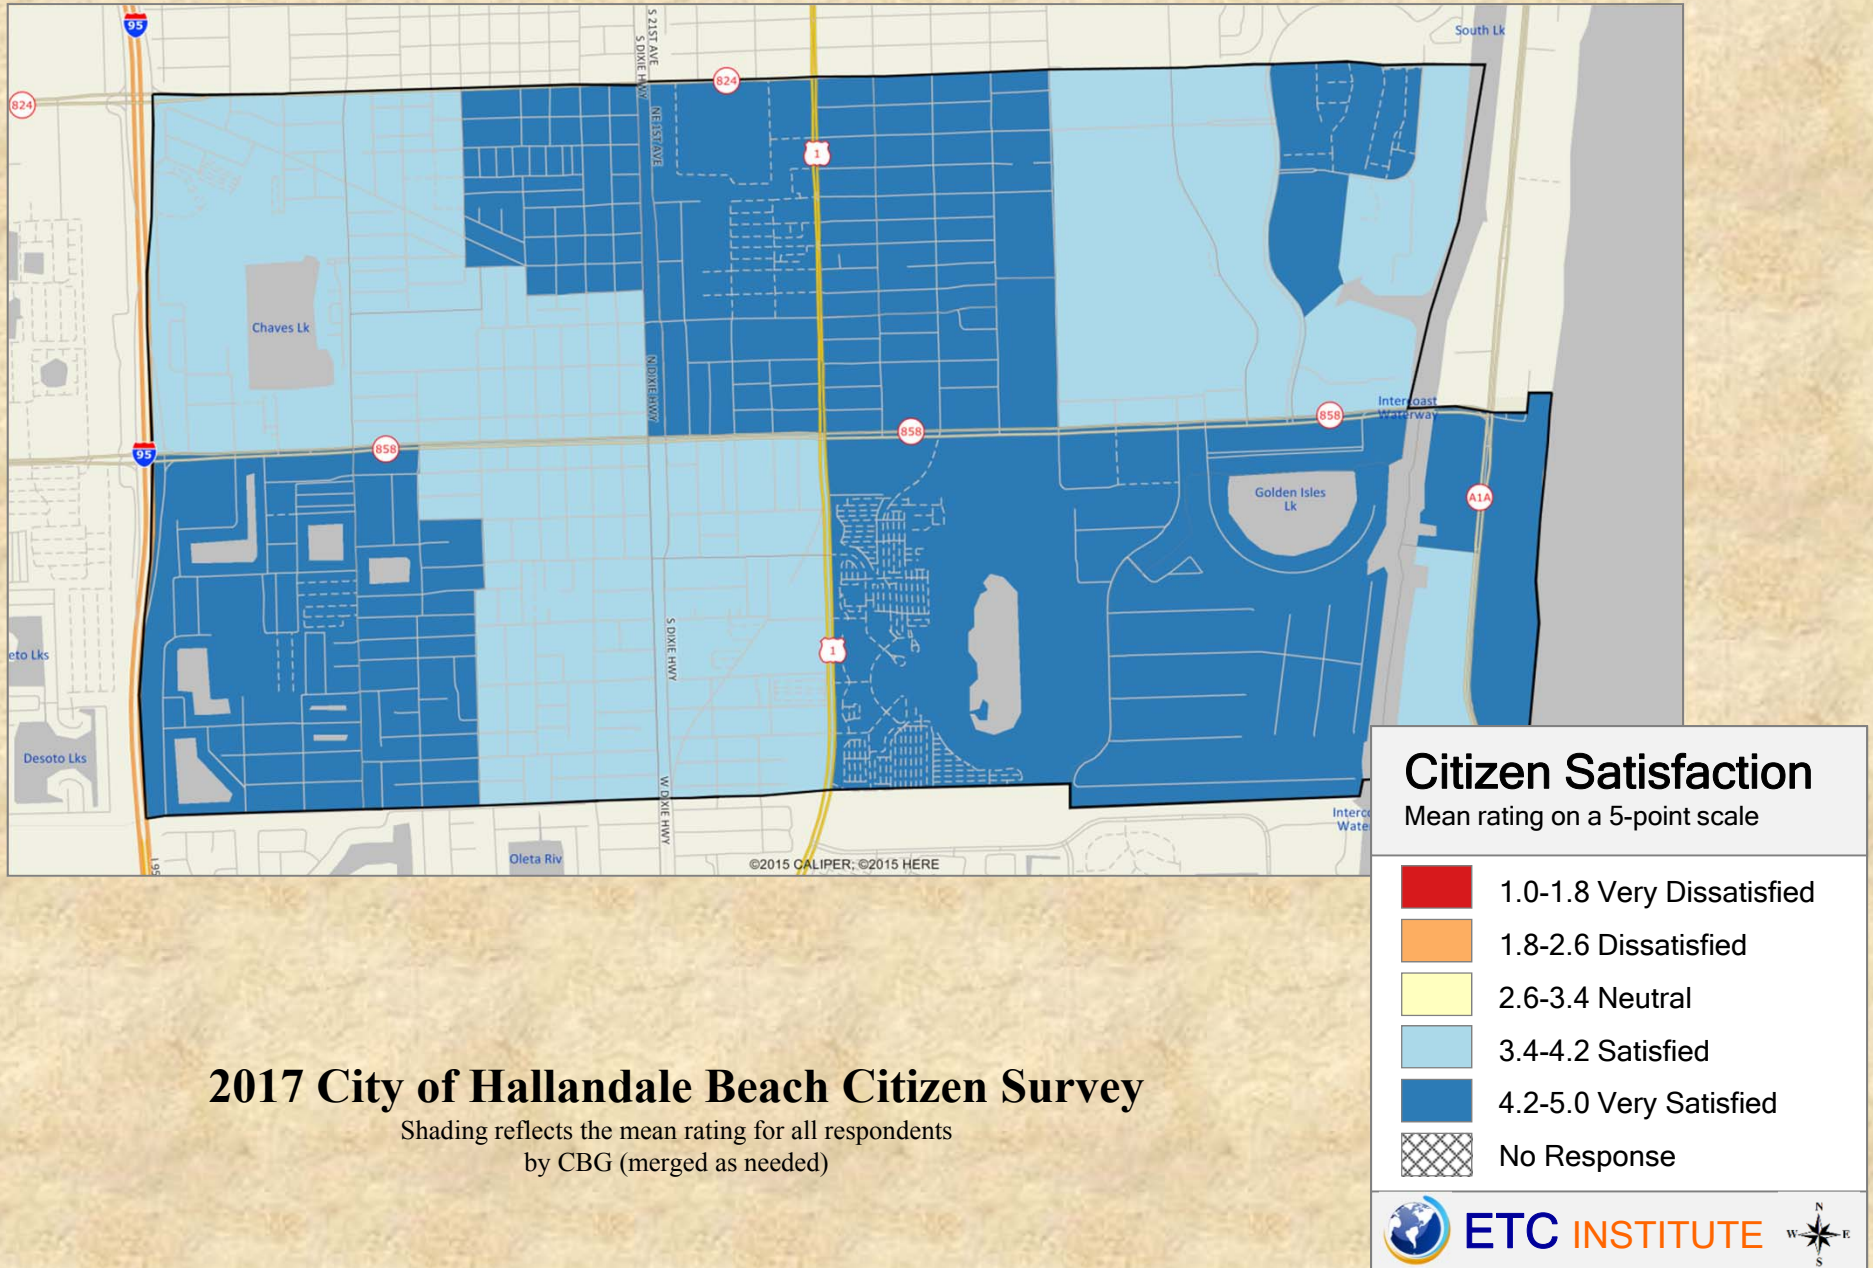 95
South Lk
824
S 21ST AVE
S DIXIE HWY
824
NE 1ST AVE
1
Chaves Lk
N DIXIE HWY
Intercoast
Waterway
858
858
858
95
Golden Isles
Lk
A1A
S DIXIE HWY
1
eto Lks
Desoto Lks
W DIXIE HWY
Interco
Wate
Oleta Riv
I 95
©2015 CALIPER; ©2015 HERE
Citizen Satisfaction
Mean rating on a 5-point scale
1.0-1.8 Very Dissatisfied
1.8-2.6 Dissatisfied
2.6-3.4 Neutral
3.4-4.2 Satisfied
4.2-5.0 Very Satisfied
No Response
2017 City of Hallandale Beach Citizen Survey
Shading reflects the mean rating for all respondents
by CBG (merged as needed)
ETC INSTITUTE
N
W E
S